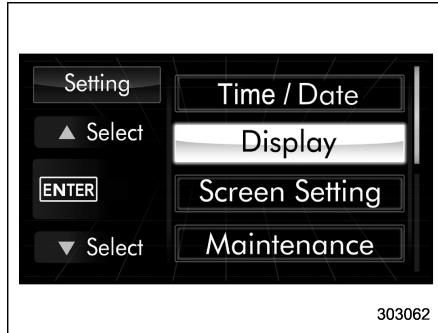 Setting
▲ Select
ENTER
▼ Select
Time / Date
Display
Screen Setting
Maintenance
303062